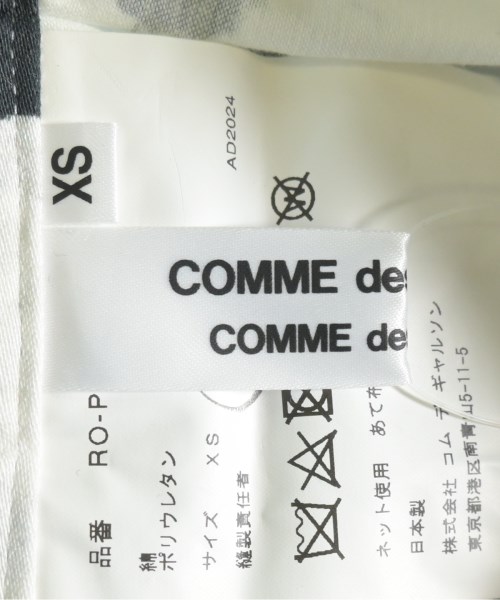 XS
AD2024
COMME des
COMME de
品番 RO-P
綿
ポリウレタン
サイズ XS
縫製責任者
ネット使用 あて布
日本製
株式会社 コム デ ギャルソン
東京都港区南青山5-11-5